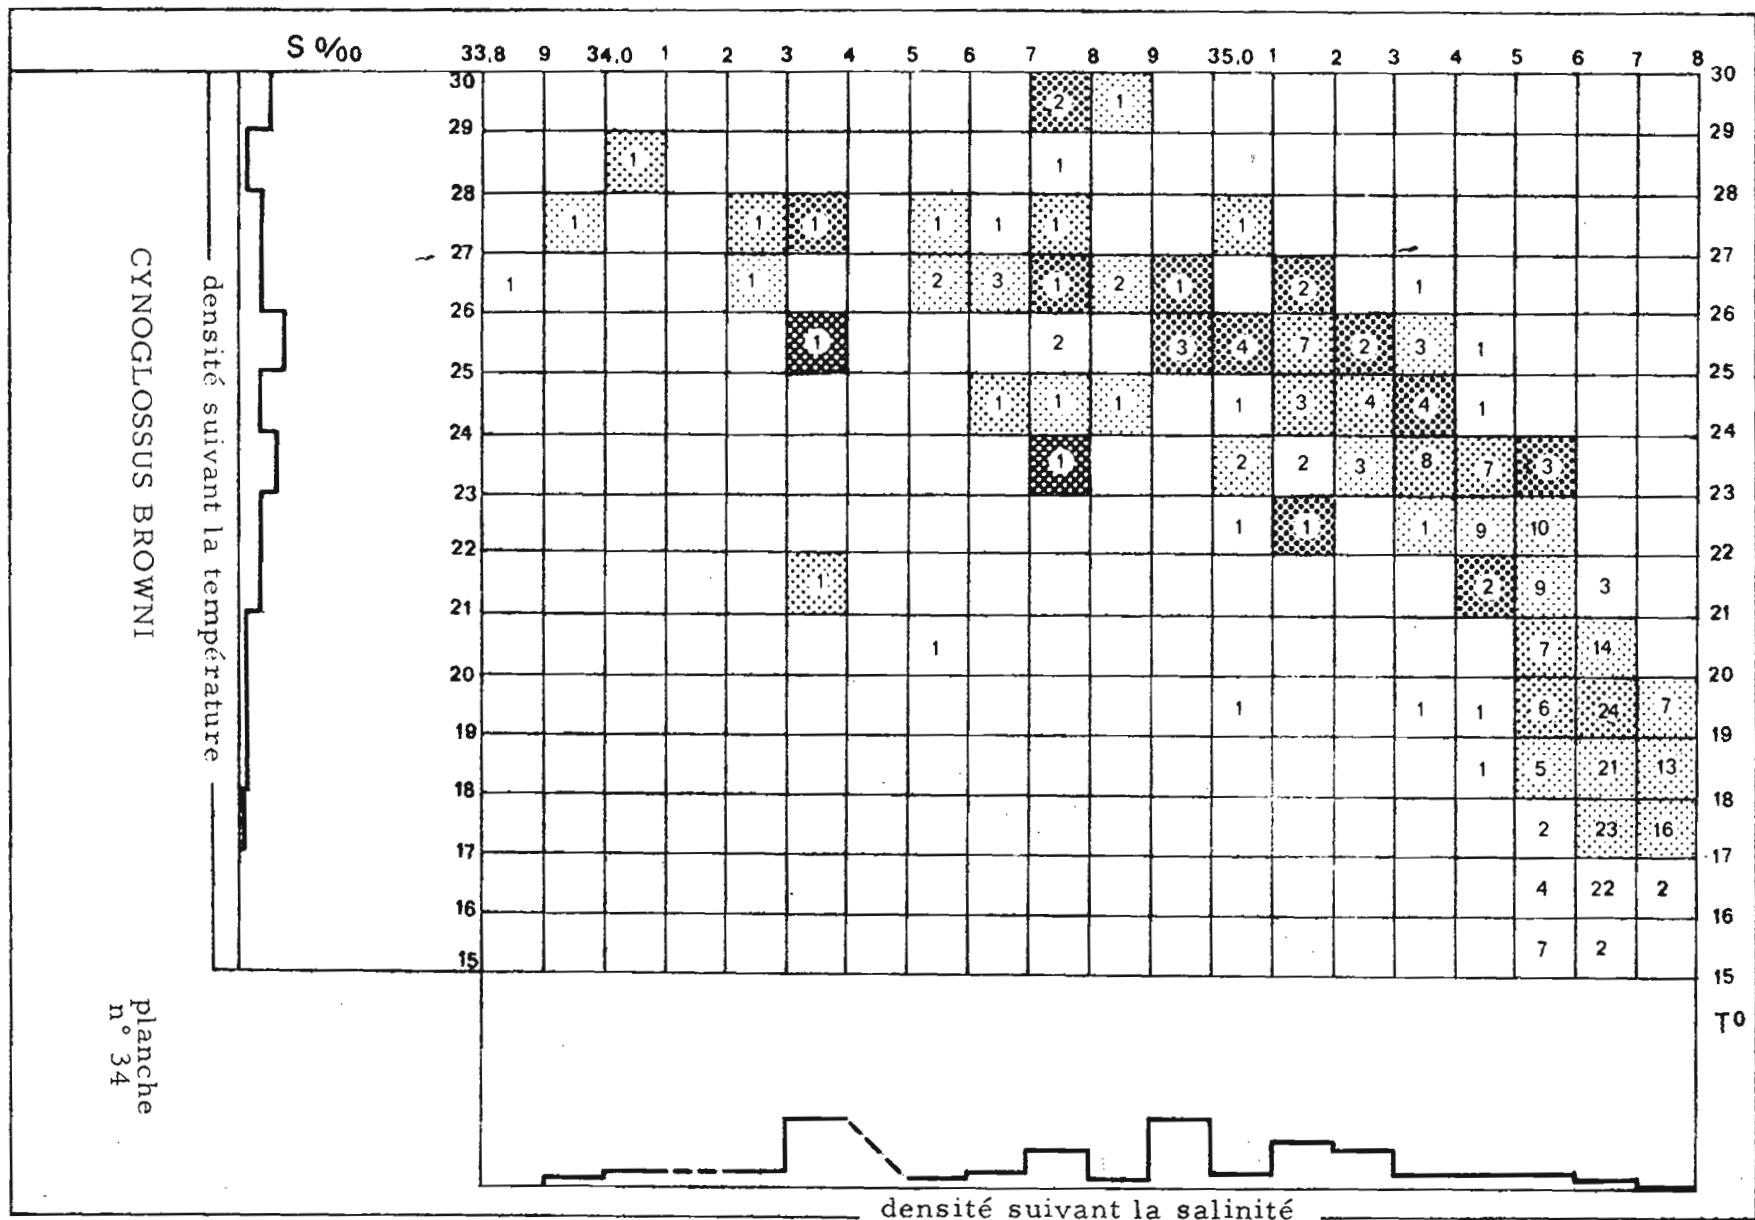 S ‰
33,8 9 34,0 1 2 3 4 5 6 7 8 9 35,0 1 2 3 4 5 6 7 8
30 2 1 30
29 1 1 29
28 1 1 1 1 1 1 1 28
27 1 1 2 3 1 2 1 2 1 27
26 1 2 3 4 7 2 3 1 26
25 1 1 1 1 3 4 4 1 25
24 1 2 2 3 8 7 3 24
23 1 1 1 9 10 23
22 1 2 9 3 22
21 1 7 14 21
20 1 1 1 6 24 7 20
19 1 5 21 13 19
18 2 23 16 18
17 4 22 2 17
16 7 2 16
15 15
T°
densité suivant la température
CYNOGLOSSUS BROWNI
planche
n° 34
densité suivant la salinité